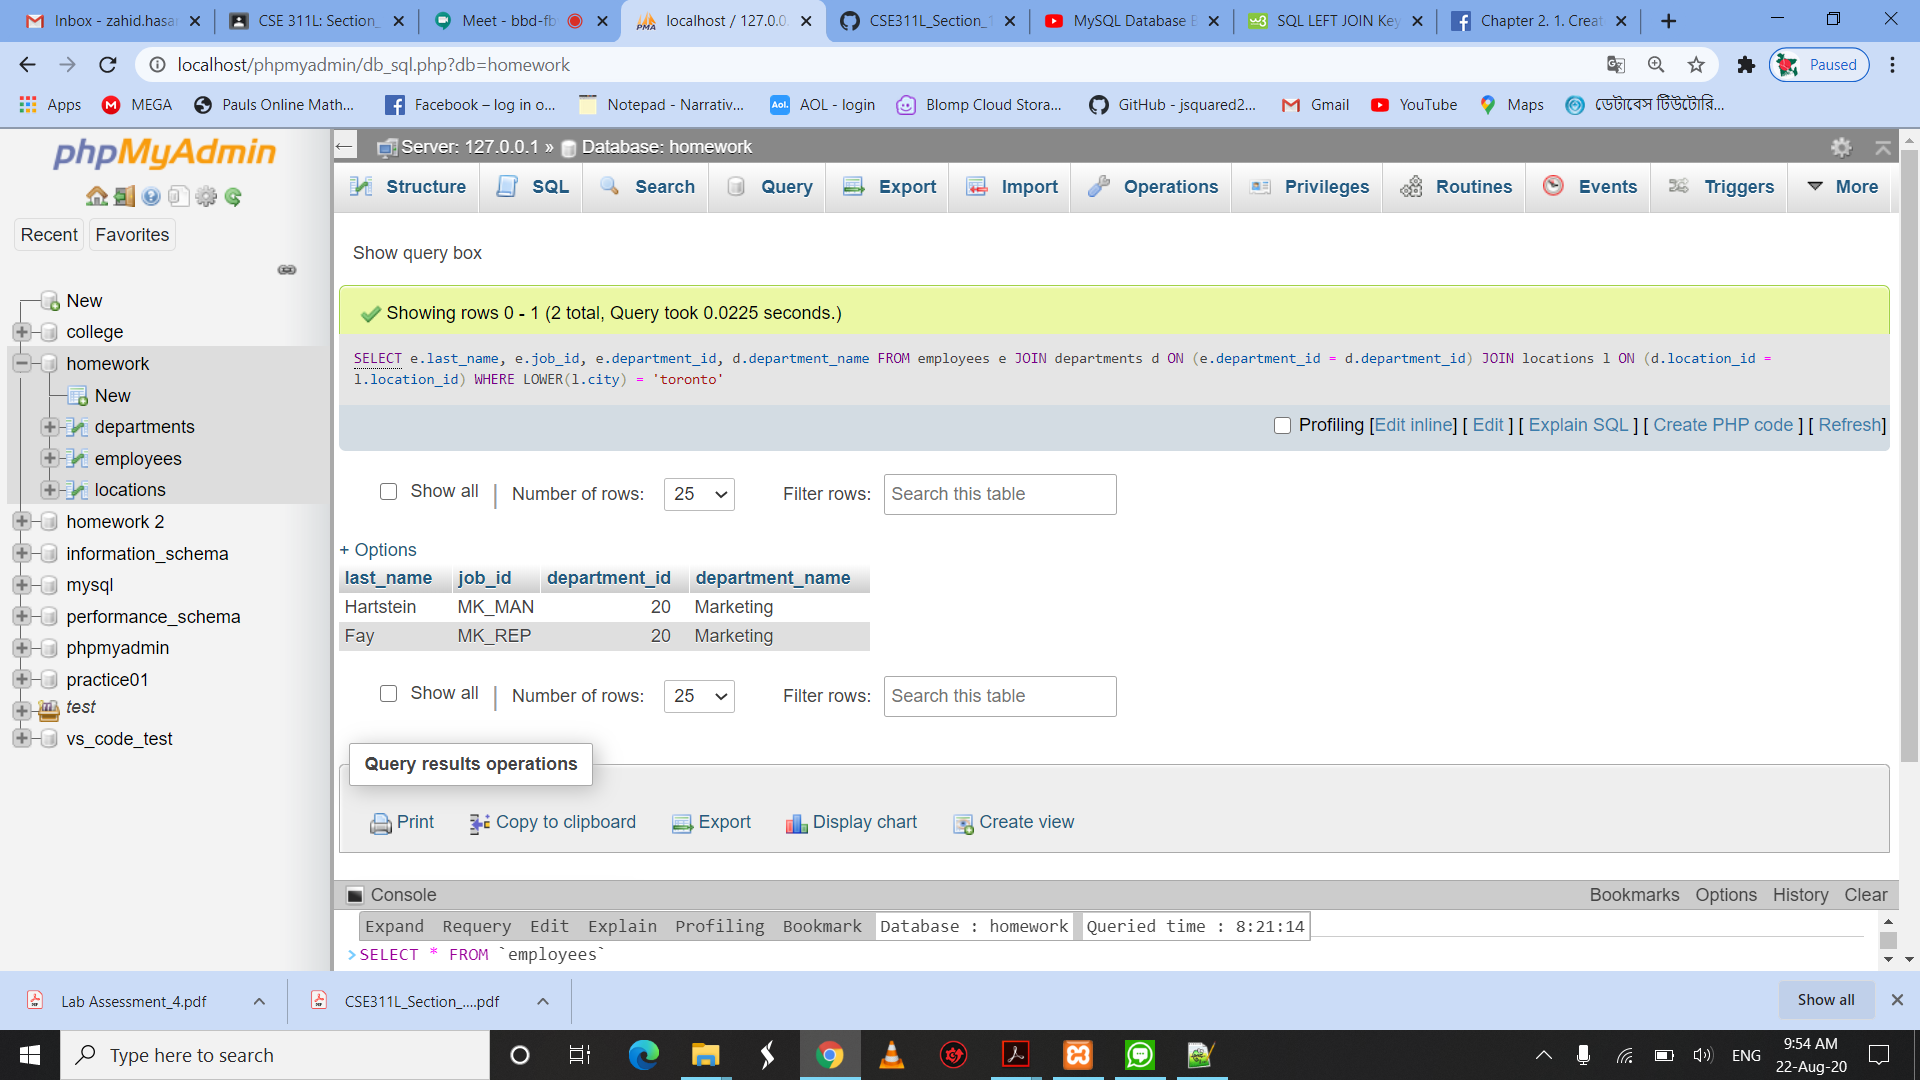 Inbox - zahid.hasan
CSE 311L: Section_
Meet - bbd-fb
localhost / 127.0.0.
CSE311L_Section_1
MySQL Database E
SQL LEFT JOIN Key
Chapter 2. 1. Creat
localhost/phpmyadmin/db_sql.php?db=homework
Paused
Apps
MEGA
Pauls Online Math...
Facebook – log in o...
Notepad - Narrativ...
Aol.
AOL - login
Blomp Cloud Stora...
GitHub - jsquared2...
Gmail
YouTube
Maps
ডেটাবেস টিউটোরি...
phpMyAdmin
Recent
Favorites
New
college
homework
New
departments
employees
locations
homework 2
information_schema
mysql
performance_schema
phpmyadmin
practice01
test
vs_code_test
Server: 127.0.0.1 » Database: homework
Structure
SQL
Search
Query
Export
Import
Operations
Privileges
Routines
Events
Triggers
More
Show query box
Showing rows 0 - 1 (2 total, Query took 0.0225 seconds.)
SELECT e.last_name, e.job_id, e.department_id, d.department_name FROM employees e JOIN departments d ON (e.department_id = d.department_id) JOIN locations l ON (d.location_id =
l.location_id) WHERE LOWER(l.city) = 'toronto'
Profiling [Edit inline] [ Edit ] [ Explain SQL ] [ Create PHP code ] [ Refresh]
Show all | Number of rows: 25 Filter rows: Search this table
+ Options
last_name job_id department_id department_name
Hartstein MK_MAN 20 Marketing
Fay MK_REP 20 Marketing
Show all | Number of rows: 25 Filter rows: Search this table
Query results operations
Print Copy to clipboard Export Display chart Create view
Console Bookmarks Options History Clear
Expand Requery Edit Explain Profiling Bookmark Database : homework Queried time : 8:21:14
>SELECT * FROM `employees`
Lab Assessment_4.pdf
CSE311L_Section_....pdf
Show all
Type here to search
ENG
9:54 AM
22-Aug-20